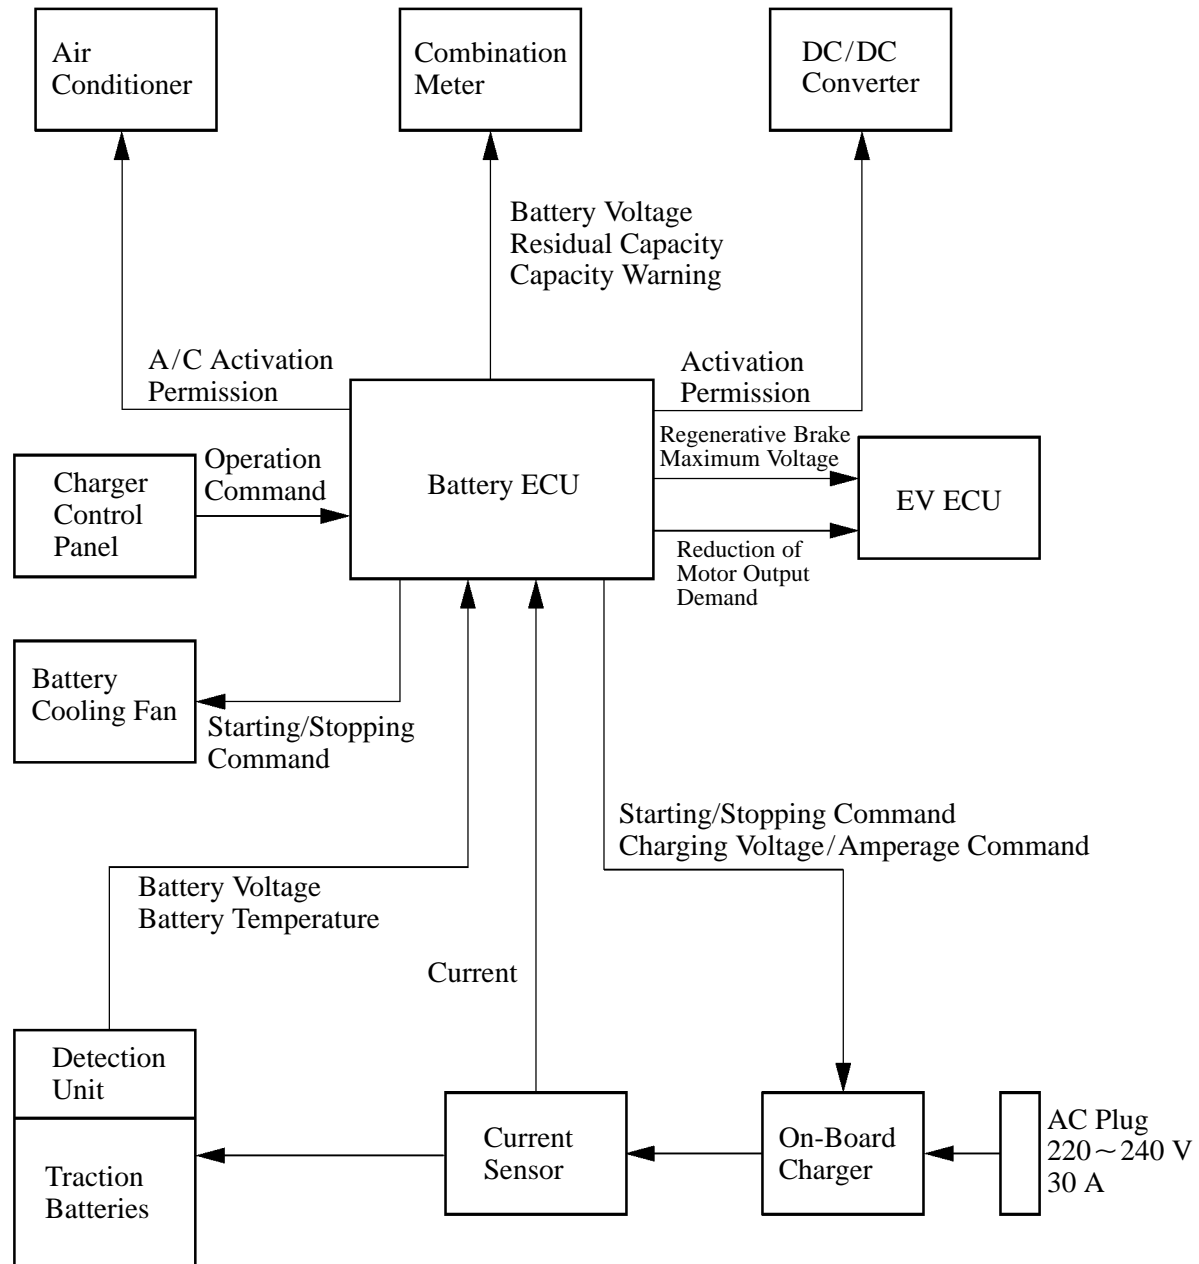 Air
Conditioner
Combination
Meter
DC/DC
Converter
Battery Voltage
Residual Capacity
Capacity Warning
A/C Activation
Permission
Activation
Permission
Charger
Control
Panel
Operation
Command
Battery ECU
Regenerative Brake
Maximum Voltage
EV ECU
Reduction of
Motor Output
Demand
Battery
Cooling Fan
Starting/Stopping
Command
Starting/Stopping Command
Charging Voltage/Amperage Command
Battery Voltage
Battery Temperature
Current
Detection
Unit
Traction
Batteries
Current
Sensor
On-Board
Charger
AC Plug
220~240 V
30 A